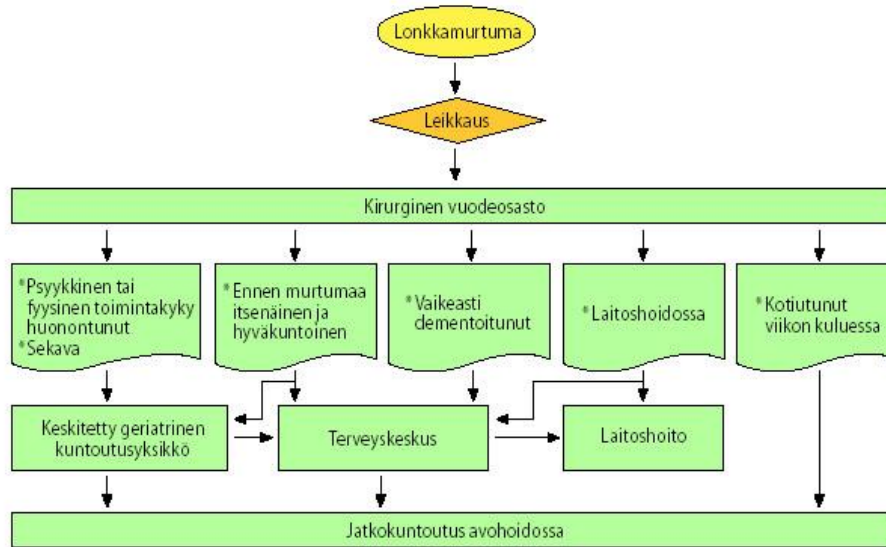 Lonkkamurtuma
Leikkaus
Kirurginen vuodeosasto
*Psyykkinen tai
fyysinen toimintakyky
huonontunut
*Sekava
*Ennen murtumaa
itsenäinen ja
hyväkuntoinen
*Vaikeasti
dementoitunut
*Laitoshoidossa
*Kotiutunut
viikon kuluessa
Keskitetty geriatrinen
kuntoutusyksikkö
Terveyskeskus
Laitoshoito
Jatkokuntoutus avohoidossa